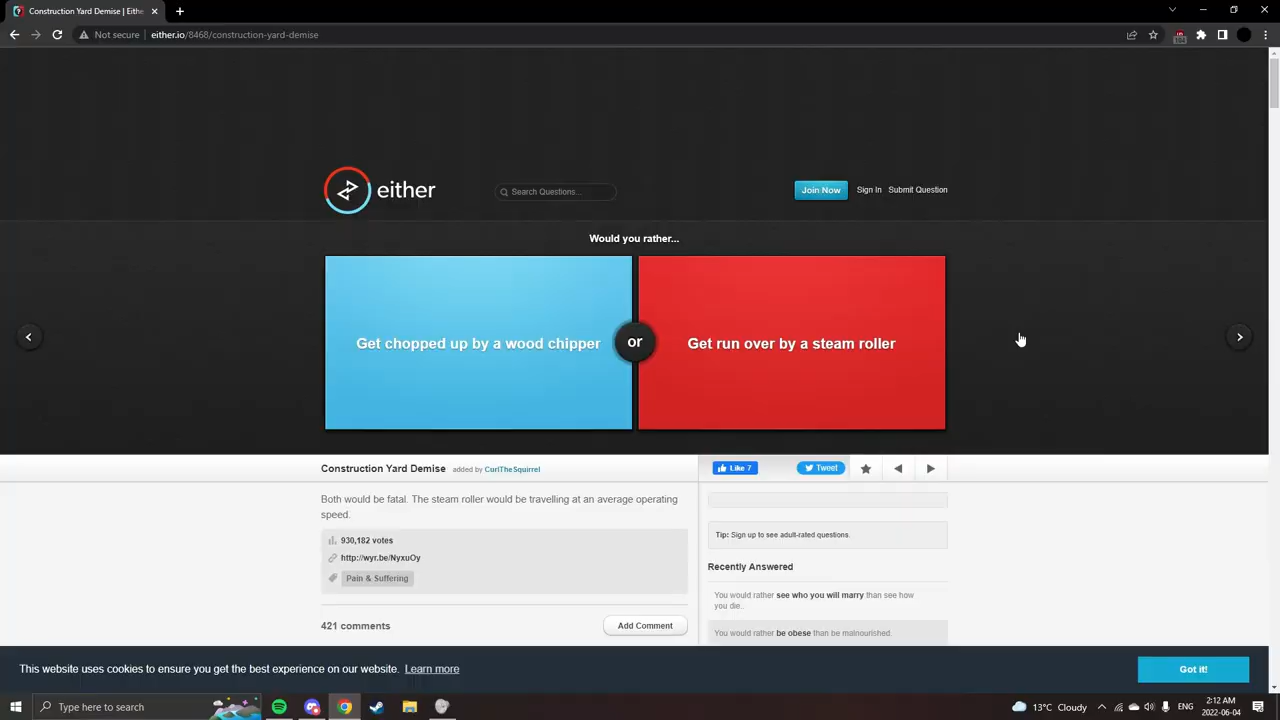 Construction Yard Demise | Eithe
Not secure
either.io/8468/construction-yard-demise
either
Search Questions...
Join Now
Sign In
Submit Question
Would you rather...
Get chopped up by a wood chipper
or
Get run over by a steam roller
Construction Yard Demise
added by CurlTheSquirrel
Like 7
Tweet
Both would be fatal. The steam roller would be travelling at an average operating
speed.
930,182 votes
http://wyr.be/NyxuOy
Pain & Suffering
421 comments
Add Comment
Tip: Sign up to see adult-rated questions.
Recently Answered
You would rather see who you will marry than see how
you die..
You would rather be obese than be malnourished.
This website uses cookies to ensure you get the best experience on our website. Learn more
Got it!
Type here to search
13°C Cloudy
2:12 AM
2022-06-04